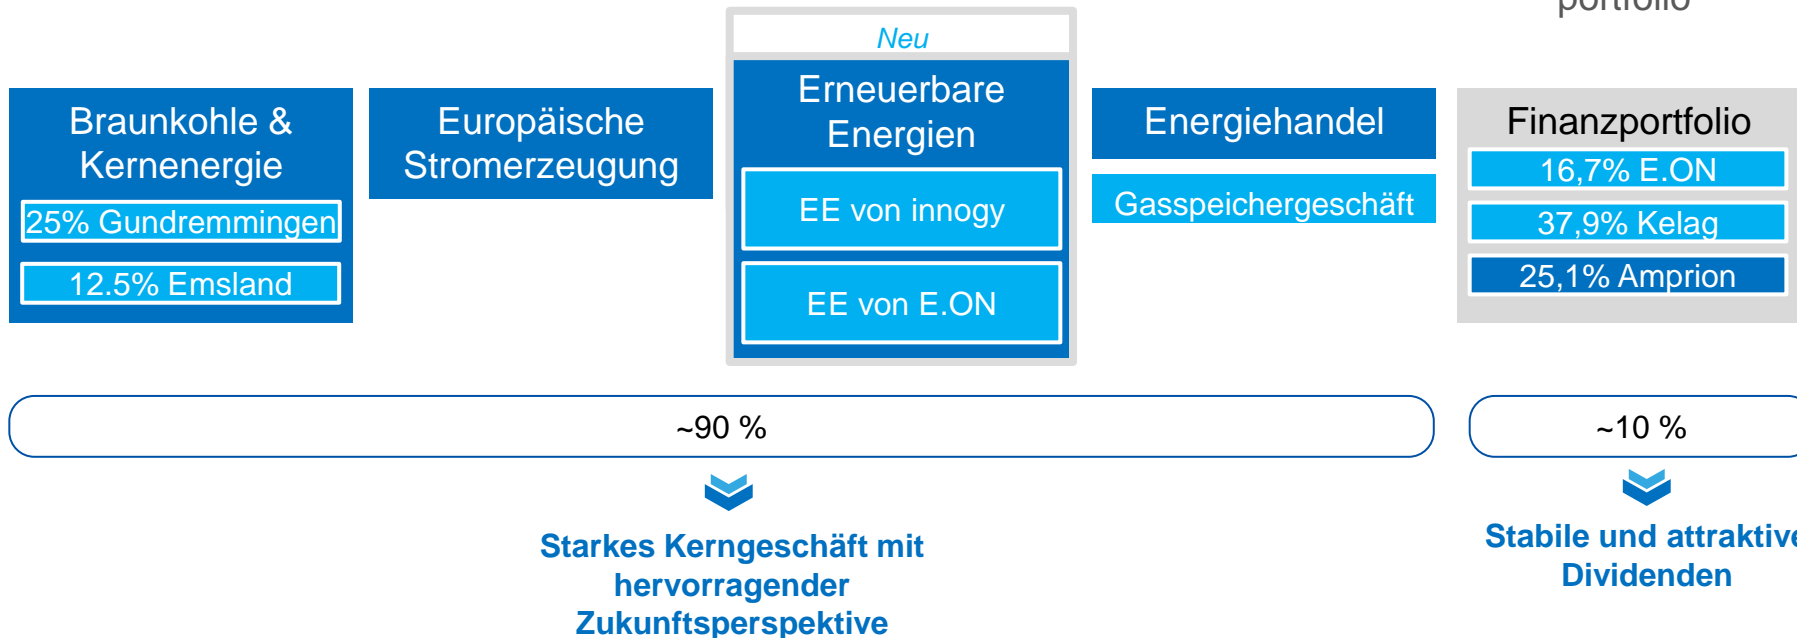 portfolio
Neu
Braunkohle &
Kernenergie
25% Gundremmingen
12.5% Emsland
Europäische
Stromerzeugung
Erneuerbare
Energien
EE von innogy
EE von E.ON
Energiehandel
Gasspeichergeschäft
Finanzportfolio
16,7% E.ON
37,9% Kelag
25,1% Amprion
~90 %
~10 %
Starkes Kerngeschäft mit
hervorragender
Zukunftsperspektive
Stabile und attraktive
Dividenden